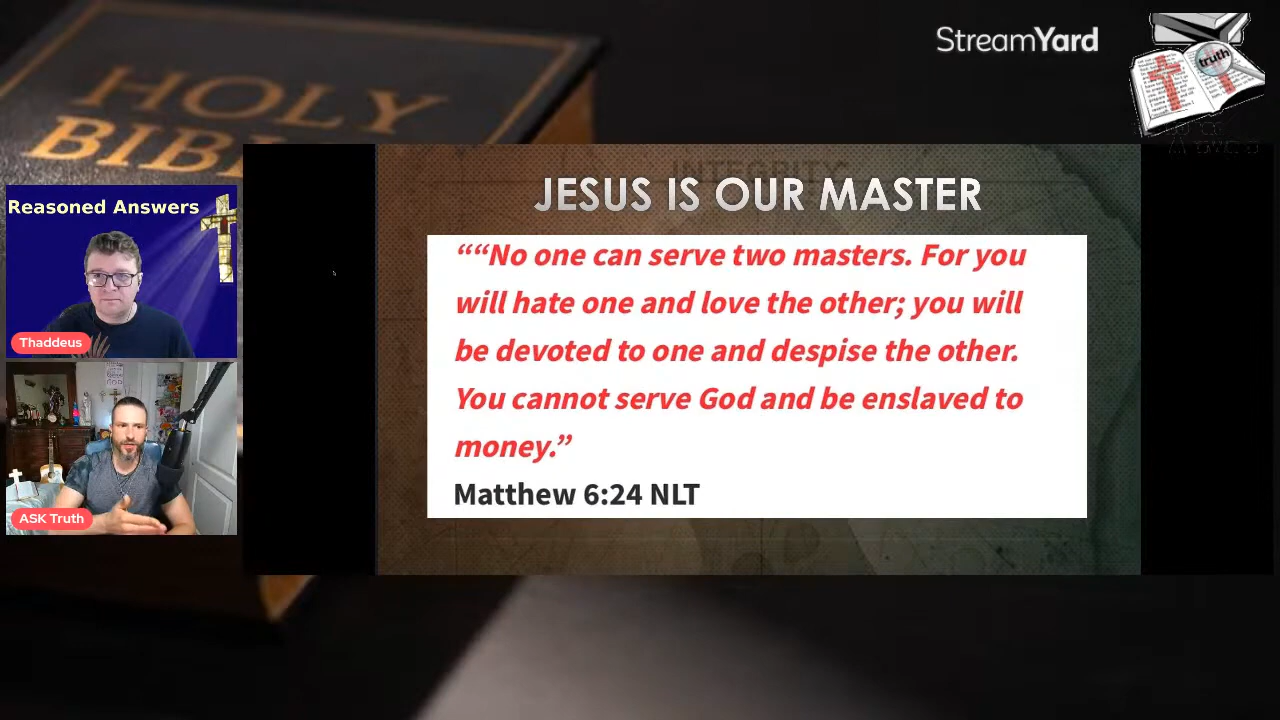 HOLY
BIB
StreamYard
truth
Reasoned Answers
Thaddeus
ASK Truth
INTEGRITY
JESUS IS OUR MASTER
““No one can serve two masters. For you
will hate one and love the other; you will
be devoted to one and despise the other.
You cannot serve God and be enslaved to
money.”
Matthew 6:24 NLT